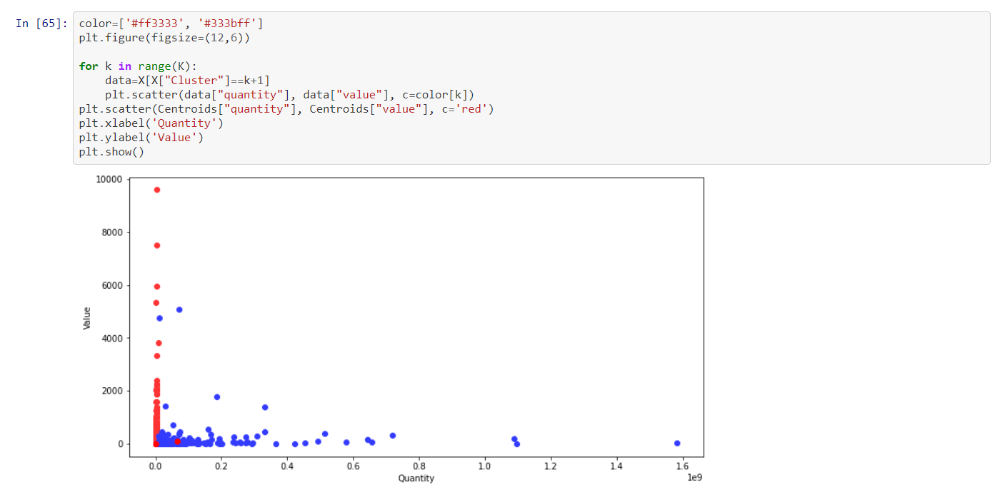 In [65]: color=['#ff3333', '#333bff']
plt.figure(figsize=(12,6))
for k in range(K):
    data=X[X["Cluster"]==k+1]
    plt.scatter(data["quantity"], data["value"], c=color[k])
plt.scatter(Centroids["quantity"], Centroids["value"], c='red')
plt.xlabel('Quantity')
plt.ylabel('Value')
plt.show()
10000
8000
6000
4000
2000
0
Value
0.0 0.2 0.4 0.6 0.8 1.0 1.2 1.4 1.6
1e9
Quantity